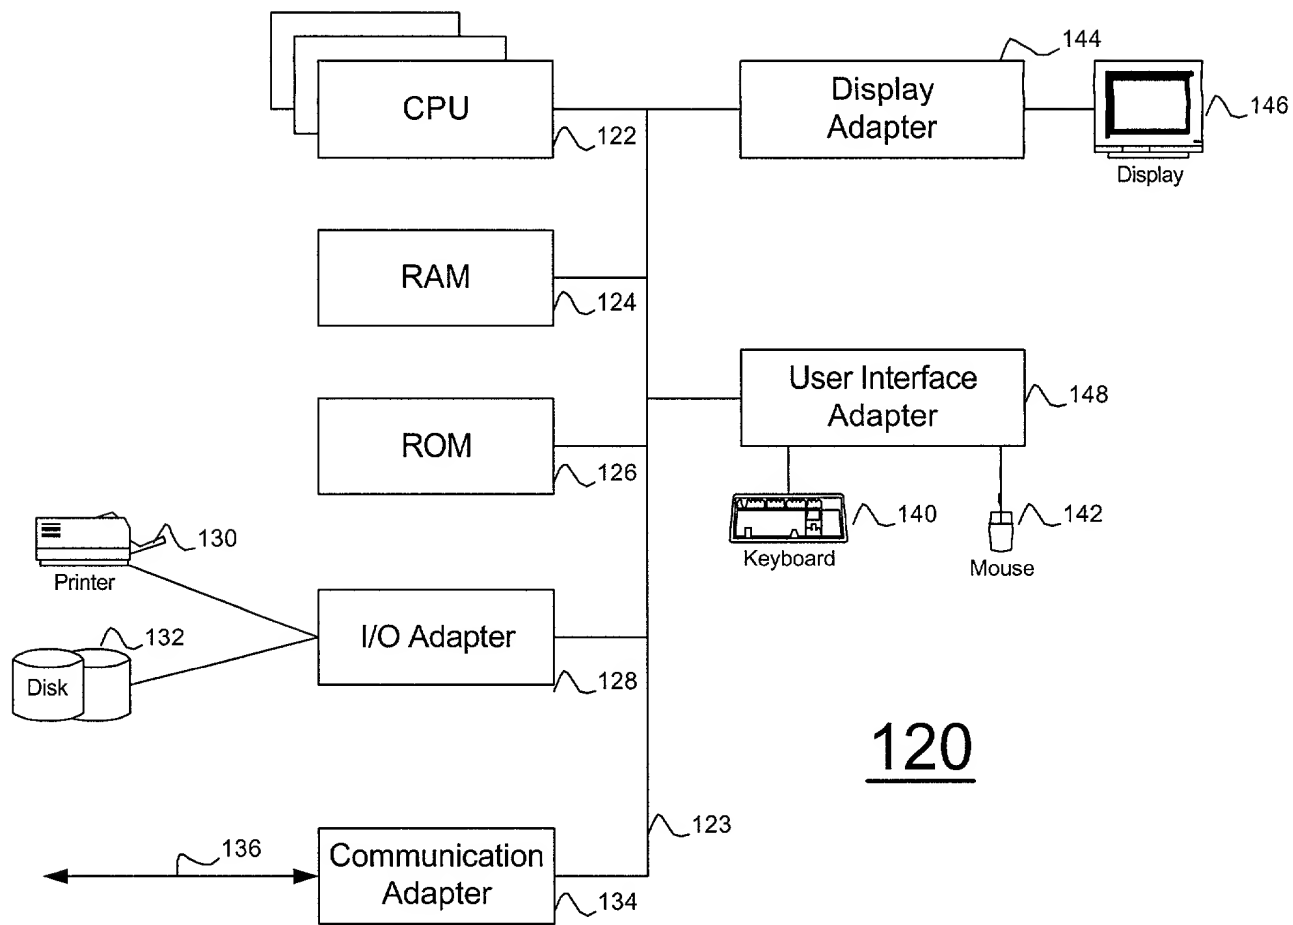 144
CPU
Display
Adapter
146
122
Display
RAM
124
User Interface
Adapter
148
ROM
126
140
142
Keyboard
Mouse
130
Printer
132
I/O Adapter
Disk
128
120
123
136
Communication
Adapter
134